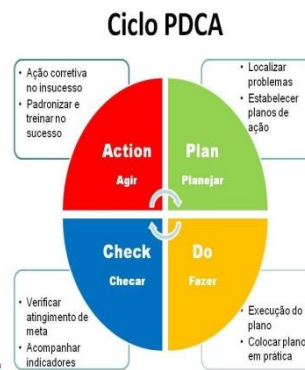 Ciclo PDCA
• Ação corretiva
no insucesso
• Padronizar e
treinar no
sucesso
• Localizar
problemas
• Estabelecer
planos de
ação
Action
Agir
Plan
Planejar
Check
Checar
Do
Fazer
• Verificar
atingimento de
meta
• Acompanhar
indicadores
• Execução do
plano
• Colocar plano
em prática